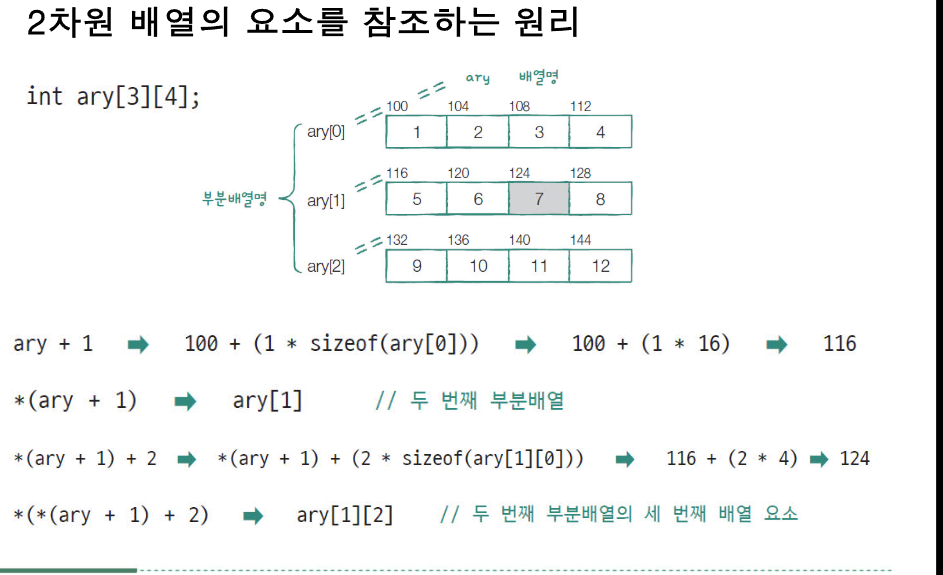 2차원 배열의 요소를 참조하는 원리
int ary[3][4];
ary 배열명
100 104 108 112
ary[0] 1 2 3 4
116 120 124 128
부분배열명 ary[1] 5 6 7 8
132 136 140 144
ary[2] 9 10 11 12
ary + 1 ➡ 100 + (1 * sizeof(ary[0])) ➡ 100 + (1 * 16) ➡ 116
*(ary + 1) ➡ ary[1] // 두 번째 부분배열
*(ary + 1) + 2 ➡ *(ary + 1) + (2 * sizeof(ary[1][0])) ➡ 116 + (2 * 4) ➡ 124
*(*(ary + 1) + 2) ➡ ary[1][2] // 두 번째 부분배열의 세 번째 배열 요소